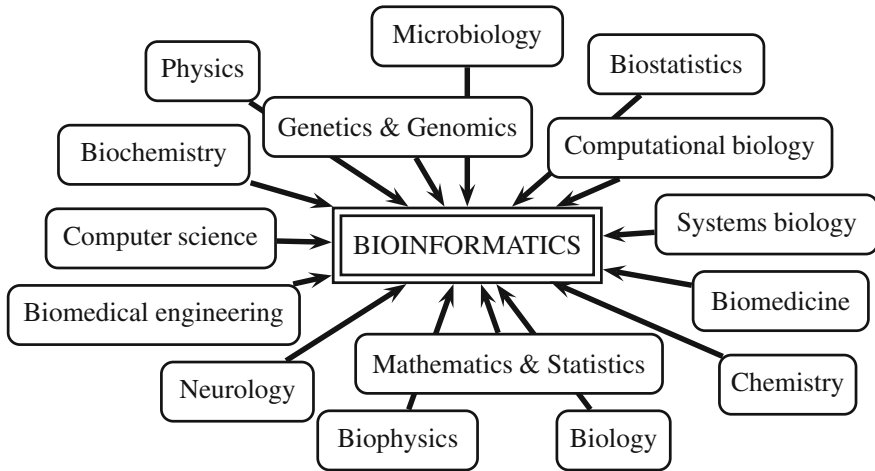 Microbiology
Physics
Biostatistics
Genetics & Genomics
Computational biology
Biochemistry
Systems biology
Computer science
BIOINFORMATICS
Biomedical engineering
Biomedicine
Mathematics & Statistics
Neurology
Chemistry
Biophysics
Biology